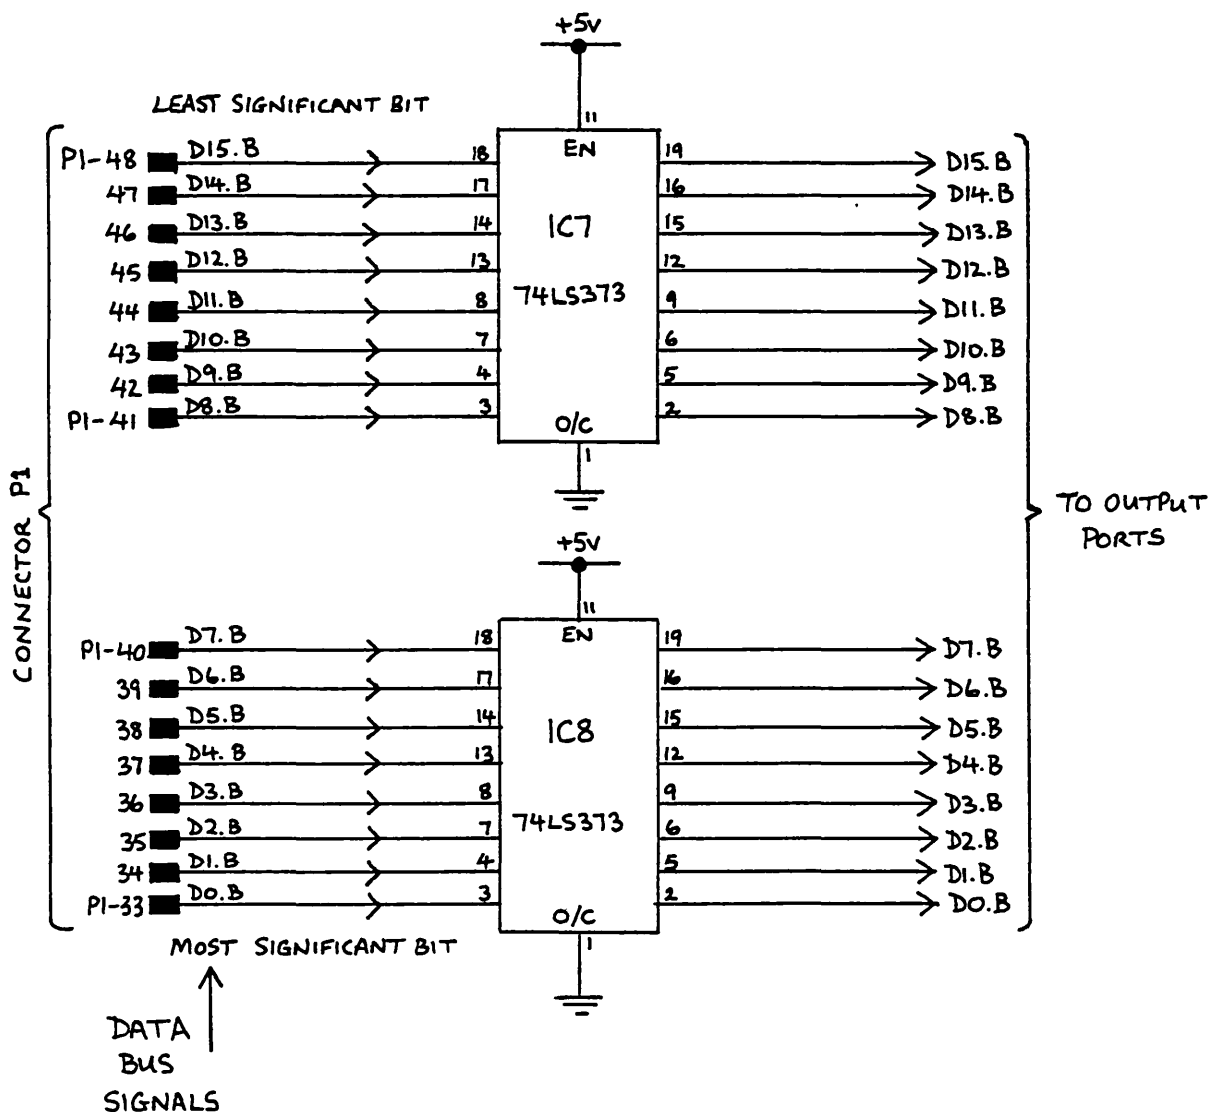 +5v
LEAST SIGNIFICANT BIT
11
EN
P1-48 D15.B 18 19 D15.B
47 D14.B 17 16 D14.B
46 D13.B 14 IC7 15 D13.B
45 D12.B 13 12 D12.B
44 D11.B 8 74LS373 9 D11.B
43 D10.B 7 6 D10.B
42 D9.B 4 5 D9.B
P1-41 D8.B 3 2 D8.B
O/C
1
CONNECTOR P1
TO OUTPUT
PORTS
+5v
11
EN
P1-40 D7.B 18 19 D7.B
39 D6.B 17 16 D6.B
38 D5.B 14 IC8 15 D5.B
37 D4.B 13 12 D4.B
36 D3.B 8 9 D3.B
35 D2.B 7 74LS373 6 D2.B
34 D1.B 4 5 D1.B
P1-33 D0.B 3 2 D0.B
O/C
1
MOST SIGNIFICANT BIT
DATA
BUS
SIGNALS